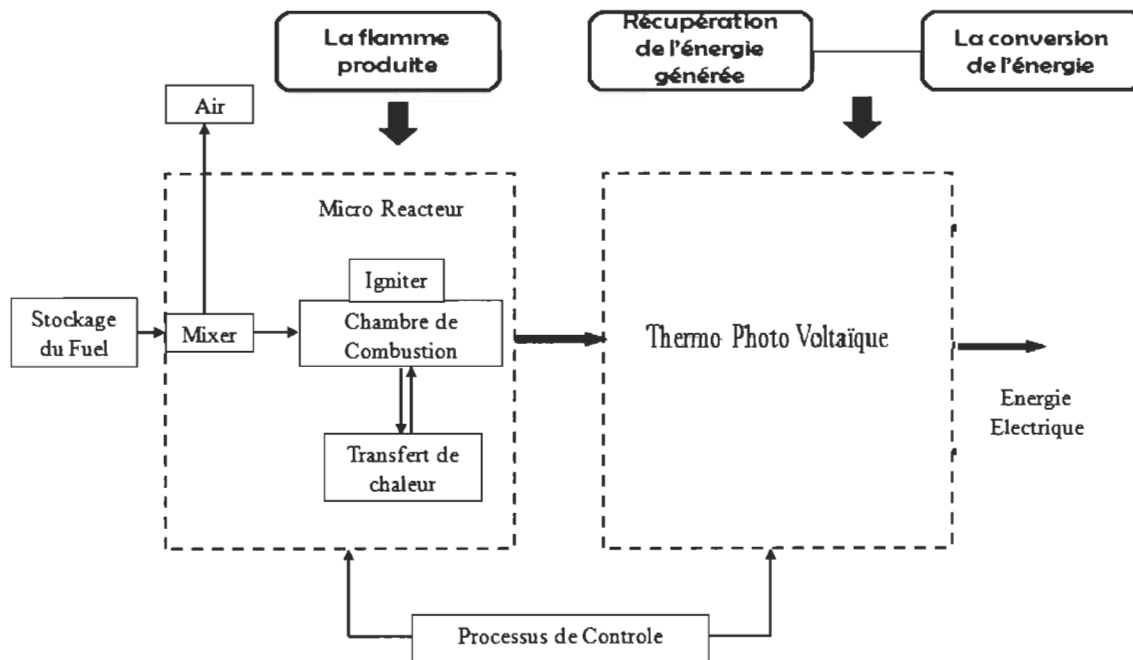 La flamme
produite
Récupération
de l'énergie
générée
La conversion
de l'énergie
Air
Micro Reacteur
Igniter
Stockage
du Fuel
Mixer
Chambre de
Combustion
Thermo Photo Voltaïque
Energie
Electrique
Transfert de
chaleur
Processus de Controle